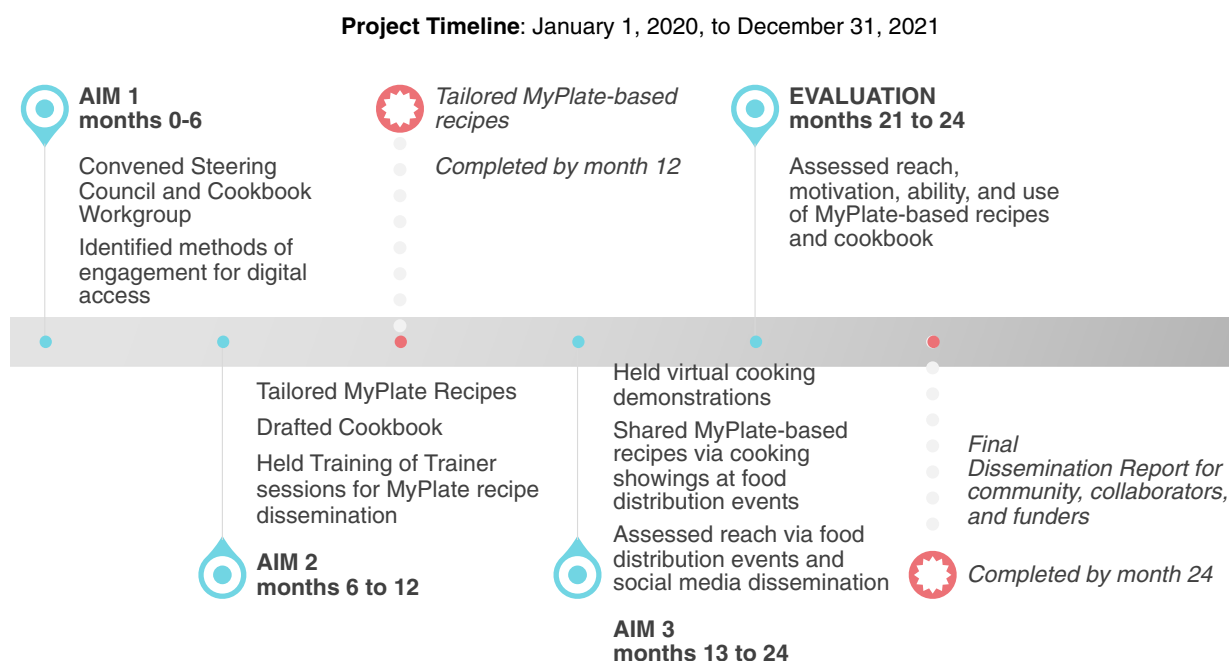 Project Timeline: January 1, 2020, to December 31, 2021
AIM 1
months 0-6
Convened Steering
Council and Cookbook
Workgroup
Identified methods of
engagement for digital
access
Tailored MyPlate-based
recipes
Completed by month 12
EVALUATION
months 21 to 24
Assessed reach,
motivation, ability, and use
of MyPlate-based recipes
and cookbook
Tailored MyPlate Recipes
Drafted Cookbook
Held Training of Trainer
sessions for MyPlate recipe
dissemination
AIM 2
months 6 to 12
Held virtual cooking
demonstrations
Shared MyPlate-based
recipes via cooking
showings at food
distribution events
Assessed reach via food
distribution events and
social media dissemination
AIM 3
months 13 to 24
Final
Dissemination Report for
community, collaborators,
and funders
Completed by month 24